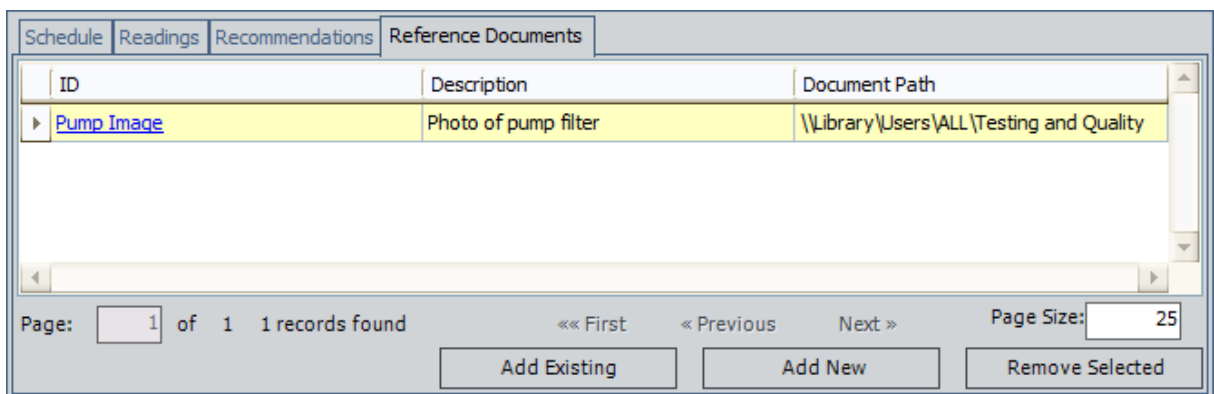 Schedule Readings Recommendations Reference Documents
ID Description Document Path
Pump Image Photo of pump filter \\Library\Users\ALL\Testing and Quality
Page: 1 of 1 1 records found «« First « Previous Next » Page Size: 25
Add Existing Add New Remove Selected